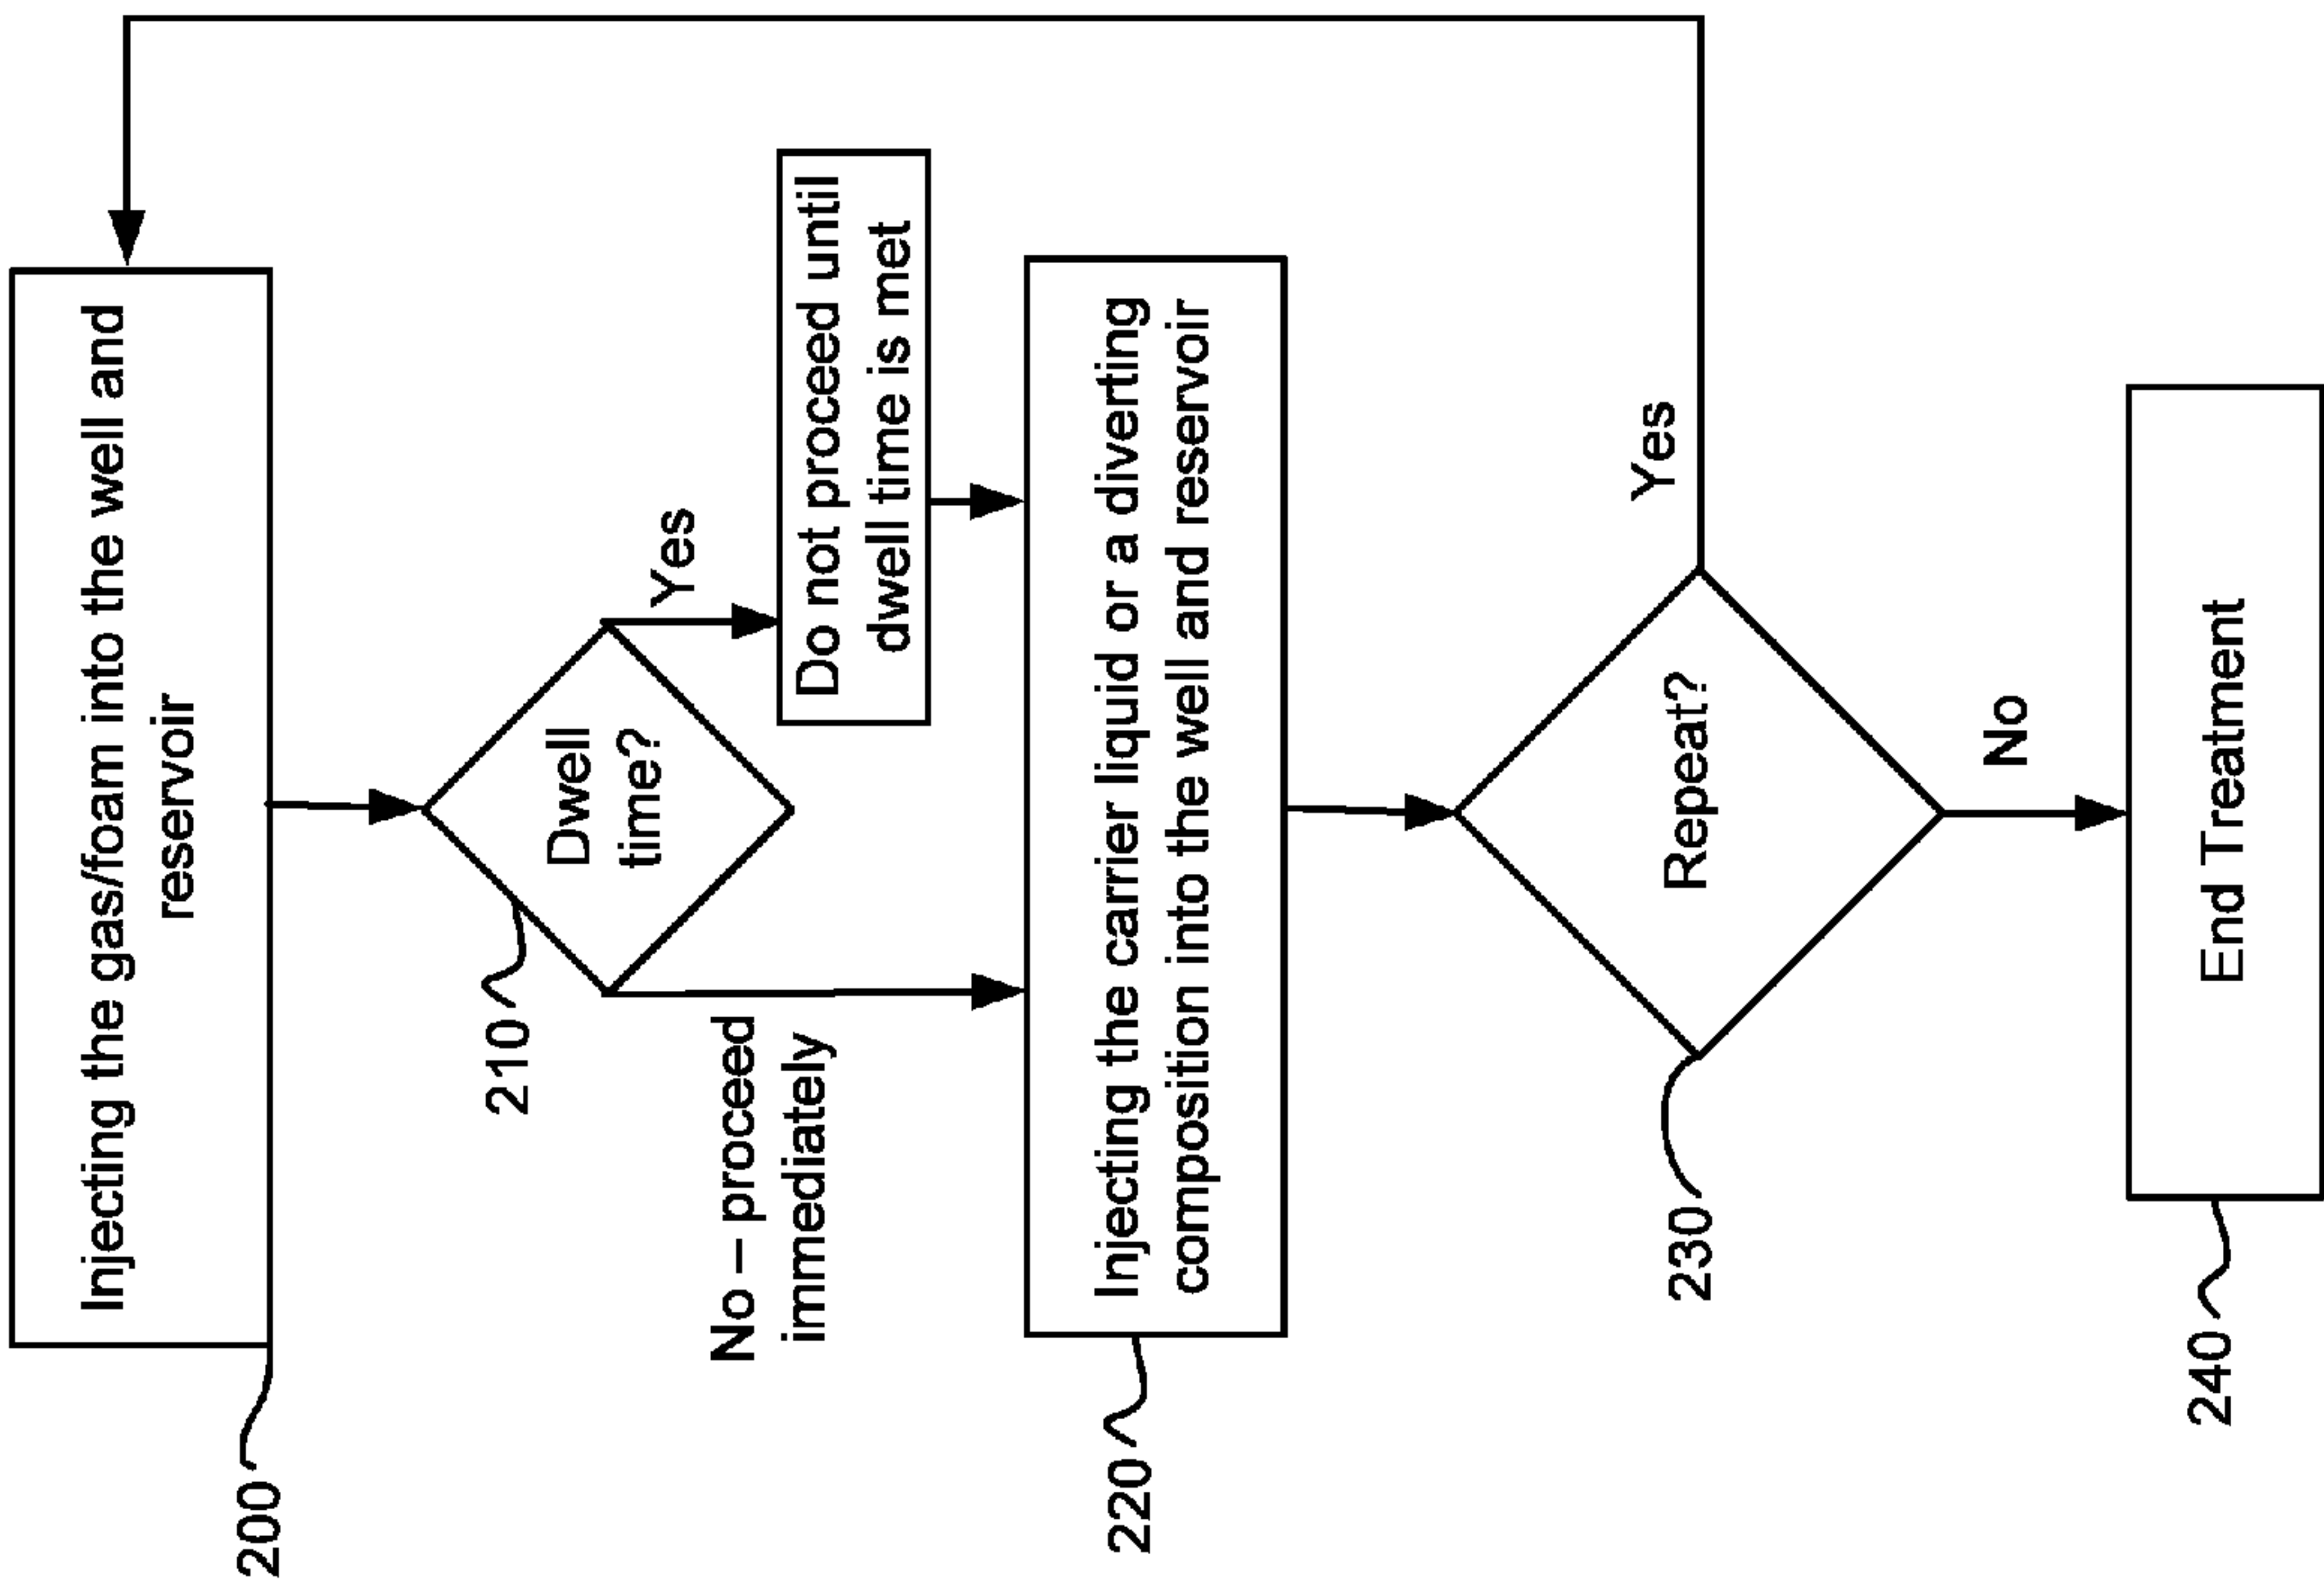 Injecting the gas/foam into the well and
reservoir
200
Dwell
time?
210
Yes
No – proceed
immediately
Do not proceed until
dwell time is met
Injecting the carrier liquid or a diverting
composition into the well and reservoir
220
Repeat?
230
Yes
No
End Treatment
240